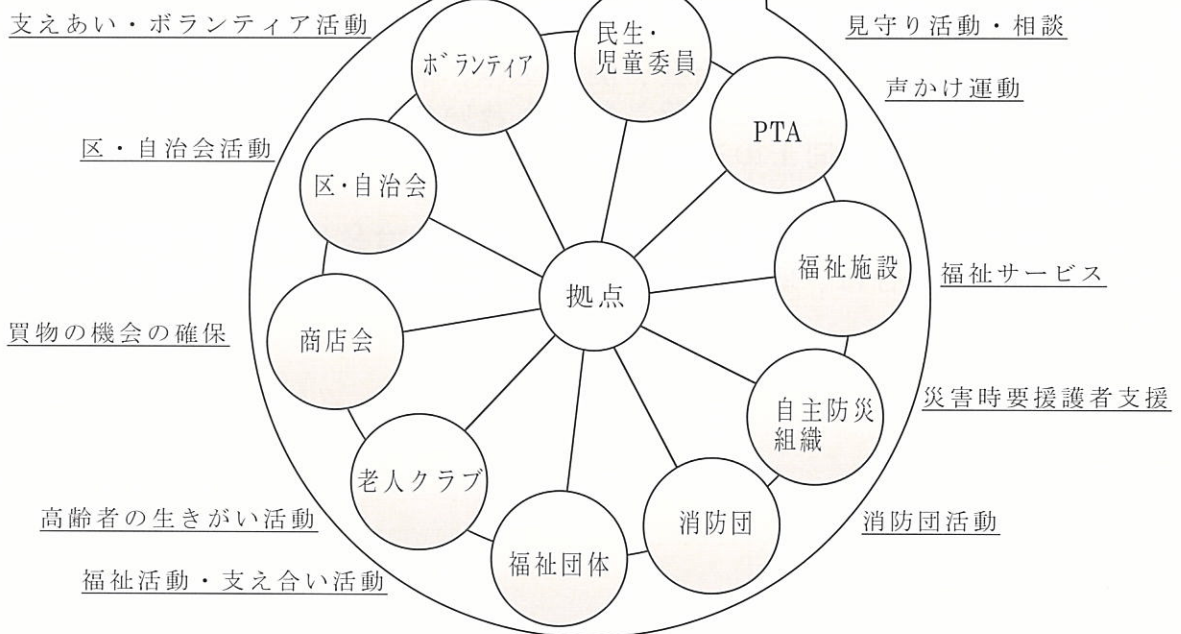 支えあい・ボランティア活動
見守り活動・相談
民生・
児童委員
ボランティア
声かけ運動
PTA
区・自治会活動
区・自治会
福祉施設
福祉サービス
拠点
買物の機会の確保
商店会
災害時要援護者支援
自主防災
組織
老人クラブ
高齢者の生きがい活動
消防団
消防団活動
福祉団体
福祉活動・支え合い活動